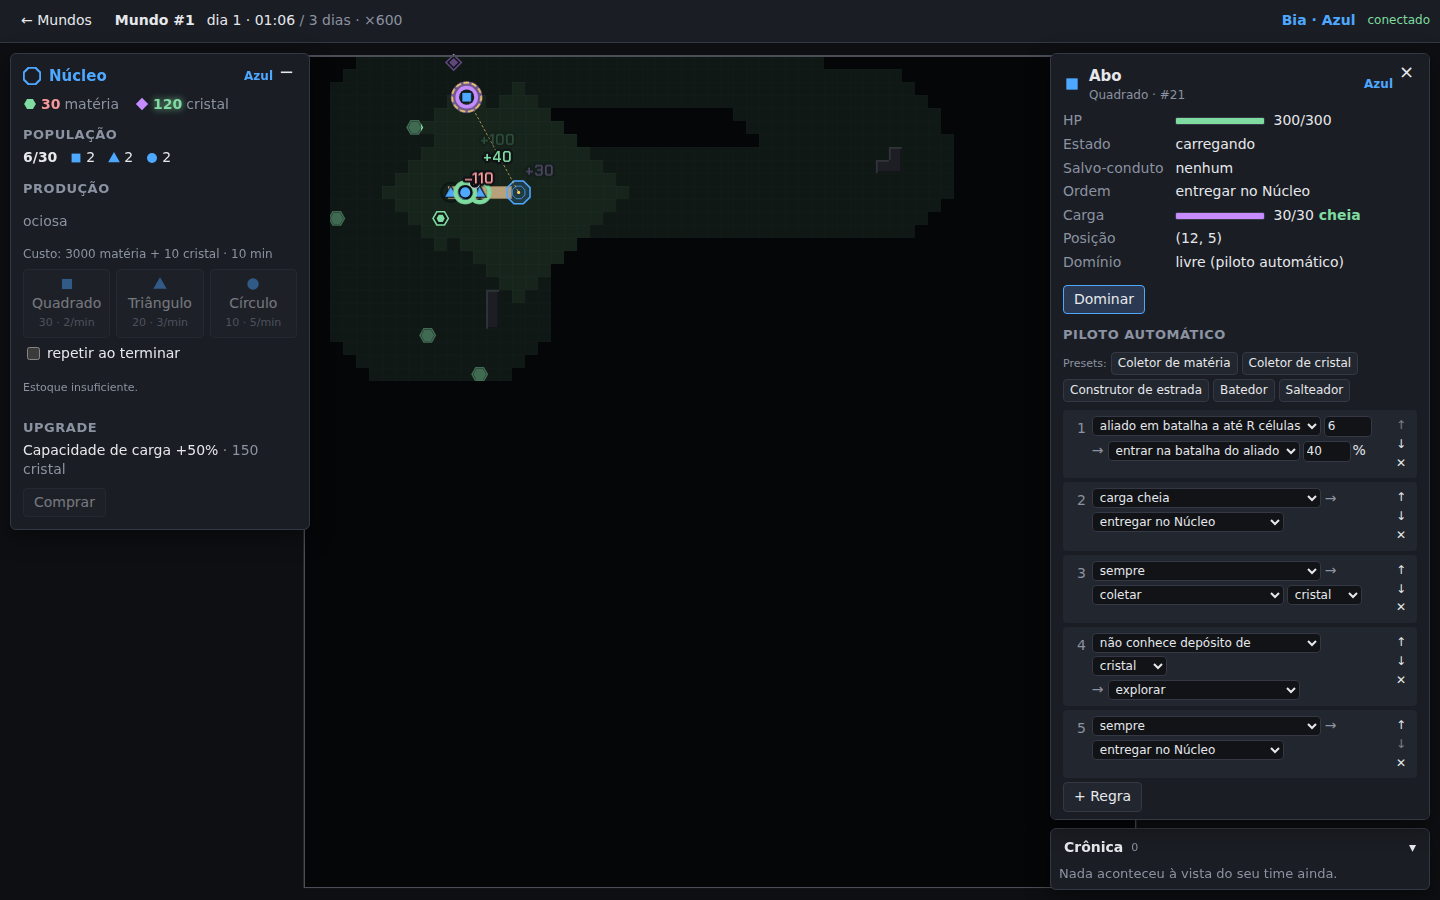 ← Mundos Mundo #1 dia 1 · 01:06 / 3 dias · ×600 Bia · Azul conectado
Núcleo Azul −
30 matéria 120 cristal
POPULAÇÃO
6/30 2 2 2
PRODUÇÃO
ociosa
Custo: 3000 matéria + 10 cristal · 10 min
Quadrado Triângulo Círculo
30 · 2/min 20 · 3/min 10 · 5/min
repetir ao terminar
Estoque insuficiente.
UPGRADE
Capacidade de carga +50% · 150
cristal
Comprar
+100
+40
+30
-110
Abo ×
Quadrado · #21 Azul
HP 300/300
Estado carregando
Salvo-conduto nenhum
Ordem entregar no Núcleo
Carga 30/30 cheia
Posição (12, 5)
Domínio livre (piloto automático)
Dominar
PILOTO AUTOMÁTICO
Presets: Coletor de matéria Coletor de cristal
Construtor de estrada Batedor Salteador
1 aliado em batalha a até R células 6 ↑
→ entrar na batalha do aliado 40 % ↓
✕
2 carga cheia → ↑
entregar no Núcleo ↓
✕
3 sempre → ↑
coletar cristal ↓
✕
4 não conhece depósito de ↑
cristal ↓
→ explorar ✕
5 sempre → ↑
entregar no Núcleo ↓
✕
+ Regra
Crônica 0 ▾
Nada aconteceu à vista do seu time ainda.